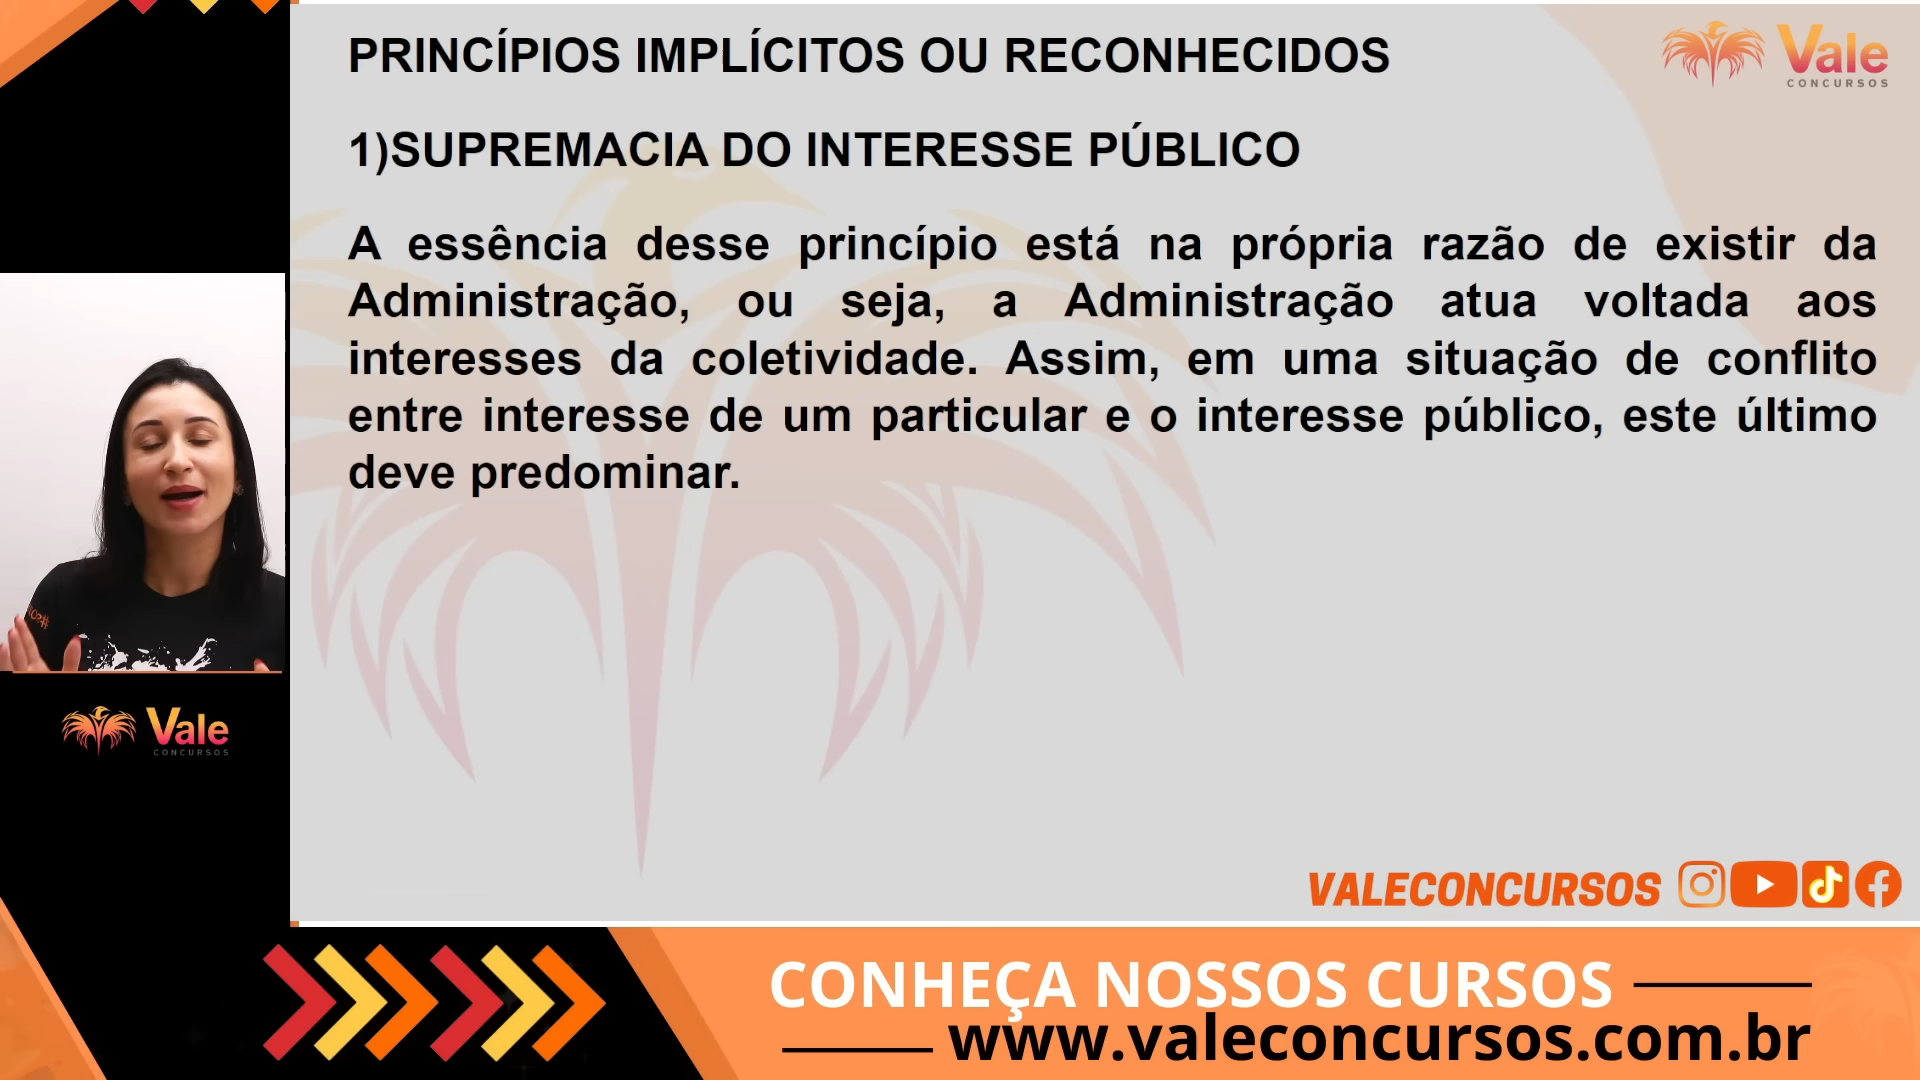 PRINCÍPIOS IMPLÍCITOS OU RECONHECIDOS
Vale
CONCURSOS
1)SUPREMACIA DO INTERESSE PÚBLICO
A essência desse princípio está na própria razão de existir da
Administração, ou seja, a Administração atua voltada aos
interesses da coletividade. Assim, em uma situação de conflito
entre interesse de um particular e o interesse público, este último
deve predominar.
Vale
CONCURSOS
VALECONCURSOS
CONHEÇA NOSSOS CURSOS
www.valeconcursos.com.br